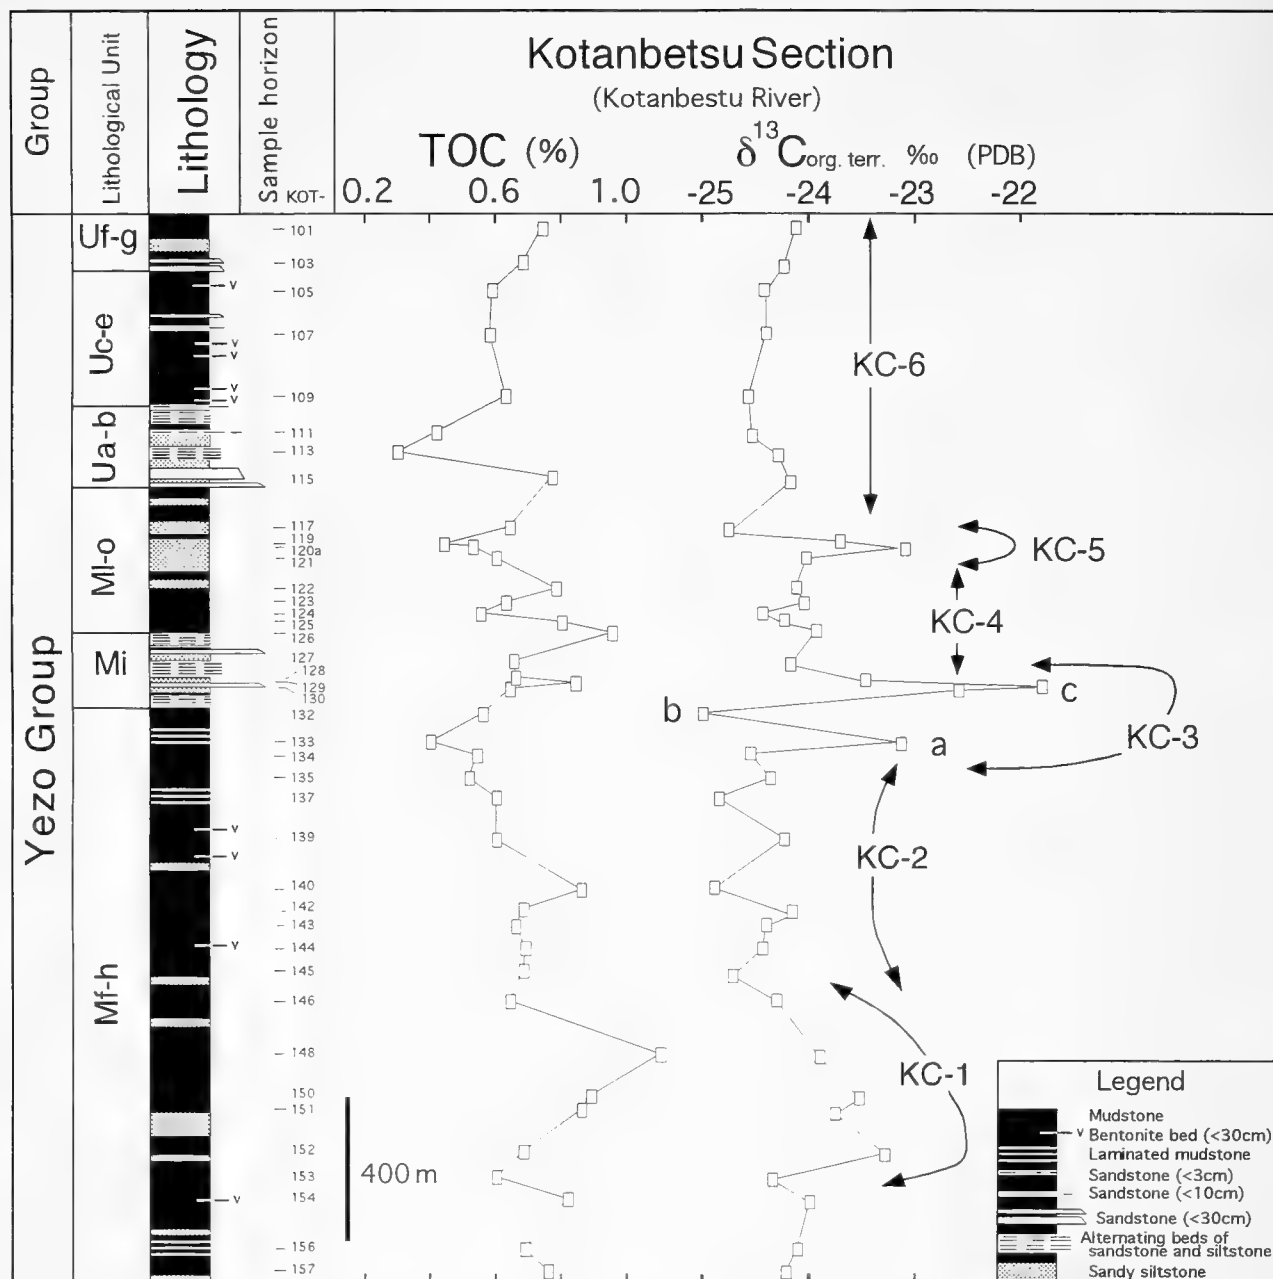 Group
Lithological Unit
Lithology
Sample horizon
KOT-
Kotanbetsu Section
(Kotanbestu River)
TOC (%)
δ13Corg. terr. ‰ (PDB)
0.2 0.6 1.0 -25 -24 -23 -22
Yezo Group
Uf-g
Uc-e
Ua-b
Ml-o
Mi
Mf-h
v
v
v
v
v
v
v
v
v
101
103
105
107
109
111
113
115
117
119
120a
121
122
123
124
125
126
127
128
129
130
132
133
134
135
137
139
140
142
143
144
145
146
148
150
151
152
153
154
156
157
KC-6
KC-5
KC-4
c
b
a
KC-3
KC-2
KC-1
400 m
Legend
Mudstone
v Bentonite bed (<30cm)
Laminated mudstone
Sandstone (<3cm)
Sandstone (<10cm)
Sandstone (<30cm)
Alternating beds of
sandstone and siltstone
Sandy siltstone